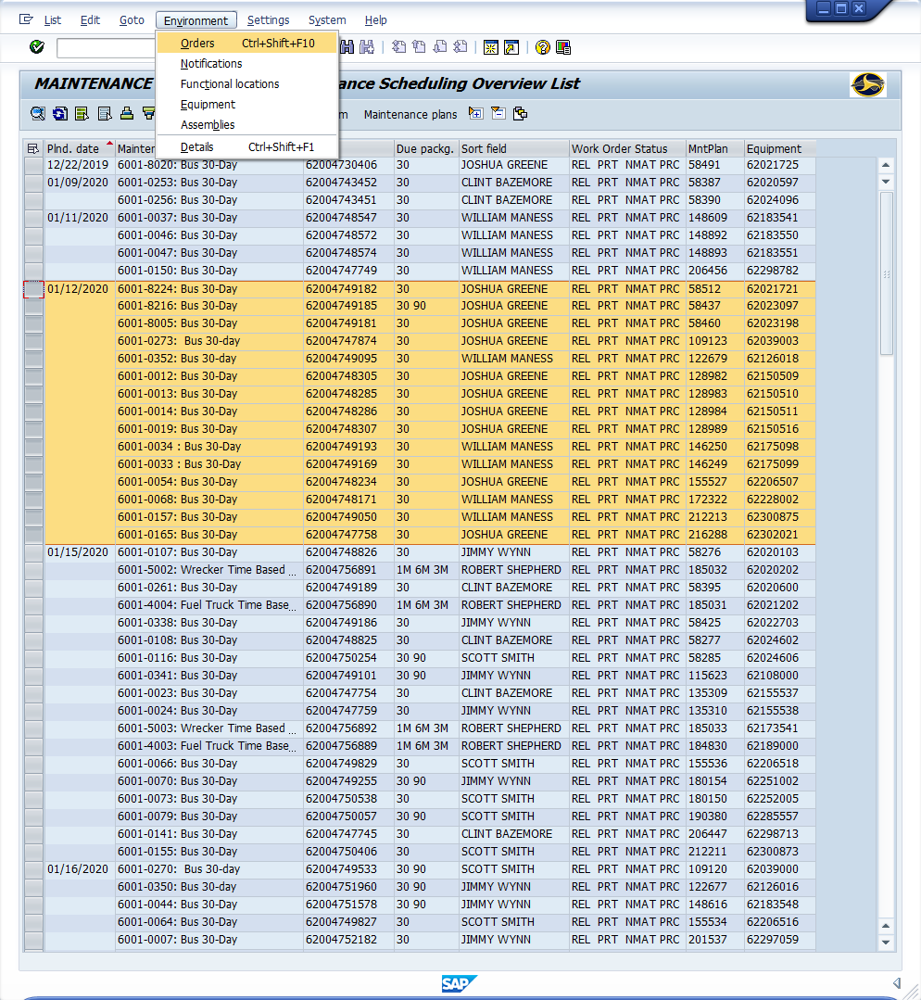 List Edit Goto Environment Settings System Help
Orders Ctrl+Shift+F10
Notifications
Functional locations
Equipment
Assemblies
Details Ctrl+Shift+F1
MAINTENANCE ance Scheduling Overview List
m Maintenance plans
Plnd. date Mainten Due packg. Sort field Work Order Status MntPlan Equipment
12/22/2019 6001-8020: Bus 30-Day 62004730406 30 JOSHUA GREENE REL PRT NMAT PRC 58491 62021725
01/09/2020 6001-0253: Bus 30-Day 62004743452 30 CLINT BAZEMORE REL PRT NMAT PRC 58387 62020597
6001-0256: Bus 30-Day 62004743451 30 CLINT BAZEMORE REL PRT NMAT PRC 58390 62024096
01/11/2020 6001-0037: Bus 30-Day 62004748547 30 WILLIAM MANESS REL PRT NMAT PRC 148609 62183541
6001-0046: Bus 30-Day 62004748572 30 WILLIAM MANESS REL PRT NMAT PRC 148892 62183550
6001-0047: Bus 30-Day 62004748574 30 WILLIAM MANESS REL PRT NMAT PRC 148893 62183551
6001-0150: Bus 30-Day 62004747749 30 WILLIAM MANESS REL PRT NMAT PRC 206456 62298782
01/12/2020 6001-8224: Bus 30-Day 62004749182 30 JOSHUA GREENE REL PRT NMAT PRC 58512 62021721
6001-8216: Bus 30-Day 62004749185 30 90 JOSHUA GREENE REL PRT NMAT PRC 58437 62023097
6001-8005: Bus 30-Day 62004749181 30 JOSHUA GREENE REL PRT NMAT PRC 58460 62023198
6001-0273: Bus 30-day 62004747874 30 JOSHUA GREENE REL PRT NMAT PRC 109123 62039003
6001-0352: Bus 30-day 62004749095 30 WILLIAM MANESS REL PRT NMAT PRC 122679 62126018
6001-0012: Bus 30-Day 62004748305 30 JOSHUA GREENE REL PRT NMAT PRC 128982 62150509
6001-0013: Bus 30-Day 62004748285 30 JOSHUA GREENE REL PRT NMAT PRC 128983 62150510
6001-0014: Bus 30-Day 62004748286 30 JOSHUA GREENE REL PRT NMAT PRC 128984 62150511
6001-0019: Bus 30-Day 62004748307 30 JOSHUA GREENE REL PRT NMAT PRC 128989 62150516
6001-0034 : Bus 30-Day 62004749193 30 WILLIAM MANESS REL PRT NMAT PRC 146250 62175098
6001-0033 : Bus 30-Day 62004749169 30 WILLIAM MANESS REL PRT NMAT PRC 146249 62175099
6001-0054: Bus 30-Day 62004748234 30 JOSHUA GREENE REL PRT NMAT PRC 155527 62206507
6001-0068: Bus 30-Day 62004748171 30 WILLIAM MANESS REL PRT NMAT PRC 172322 62228002
6001-0157: Bus 30-Day 62004749050 30 WILLIAM MANESS REL PRT NMAT PRC 212213 62300875
6001-0165: Bus 30-Day 62004747758 30 JOSHUA GREENE REL PRT NMAT PRC 216288 62302021
01/15/2020 6001-0107: Bus 30-Day 62004748826 30 JIMMY WYNN REL PRT NMAT PRC 58276 62020103
6001-5002: Wrecker Time Based ... 62004756891 1M 6M 3M ROBERT SHEPHERD REL PRT NMAT PRC 185032 62020202
6001-0261: Bus 30-Day 62004749189 30 CLINT BAZEMORE REL PRT NMAT PRC 58395 62020600
6001-4004: Fuel Truck Time Base... 62004756890 1M 6M 3M ROBERT SHEPHERD REL PRT NMAT PRC 185031 62021202
6001-0338: Bus 30-Day 62004749186 30 JIMMY WYNN REL PRT NMAT PRC 58425 62022703
6001-0108: Bus 30-Day 62004748825 30 CLINT BAZEMORE REL PRT NMAT PRC 58277 62024602
6001-0116: Bus 30-Day 62004750254 30 90 SCOTT SMITH REL PRT NMAT PRC 58285 62024606
6001-0341: Bus 30-Day 62004749101 30 90 JIMMY WYNN REL PRT NMAT PRC 115623 62108000
6001-0023: Bus 30-Day 62004747754 30 CLINT BAZEMORE REL PRT NMAT PRC 135309 62155537
6001-0024: Bus 30-Day 62004747759 30 JIMMY WYNN REL PRT NMAT PRC 135310 62155538
6001-5003: Wrecker Time Based ... 62004756892 1M 6M 3M ROBERT SHEPHERD REL PRT NMAT PRC 185033 62173541
6001-4003: Fuel Truck Time Base... 62004756889 1M 6M 3M ROBERT SHEPHERD REL PRT NMAT PRC 184830 62189000
6001-0066: Bus 30-Day 62004749829 30 SCOTT SMITH REL PRT NMAT PRC 155536 62206518
6001-0070: Bus 30-Day 62004749255 30 90 JIMMY WYNN REL PRT NMAT PRC 180154 62251002
6001-0073: Bus 30-Day 62004750538 30 SCOTT SMITH REL PRT NMAT PRC 180150 62252005
6001-0079: Bus 30-Day 62004750057 30 90 SCOTT SMITH REL PRT NMAT PRC 190380 62285557
6001-0141: Bus 30-Day 62004747745 30 CLINT BAZEMORE REL PRT NMAT PRC 206447 62298713
6001-0155: Bus 30-Day 62004750406 30 SCOTT SMITH REL PRT NMAT PRC 212211 62300873
01/16/2020 6001-0270: Bus 30-day 62004749533 30 90 SCOTT SMITH REL PRT NMAT PRC 109120 62039000
6001-0350: Bus 30-day 62004751960 30 90 JIMMY WYNN REL PRT NMAT PRC 122677 62126016
6001-0044: Bus 30-Day 62004751578 30 90 JIMMY WYNN REL PRT NMAT PRC 148616 62183548
6001-0064: Bus 30-Day 62004749827 30 SCOTT SMITH REL PRT NMAT PRC 155534 62206516
6001-0007: Bus 30-Day 62004752182 30 JIMMY WYNN REL PRT NMAT PRC 201537 62297059
SAP